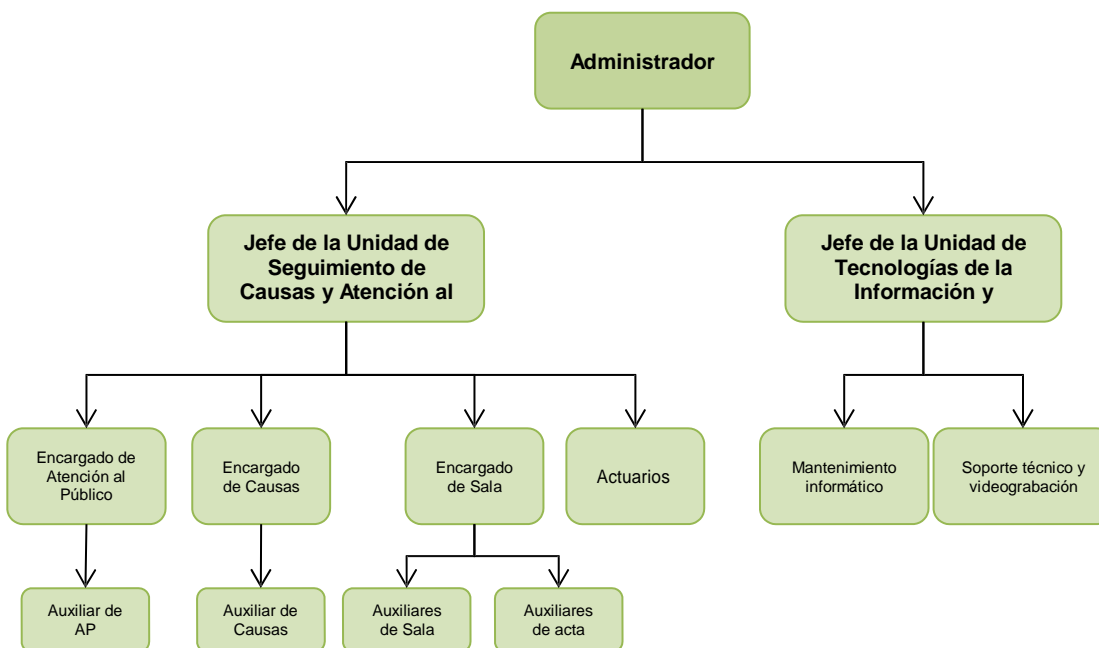 Administrador
Jefe de la Unidad de
Seguimiento de
Causas y Atención al
Jefe de la Unidad de
Tecnologías de la
Información y
Encargado de
Atención al
Público
Encargado
de Causas
Encargado
de Sala
Actuarios
Mantenimiento
informático
Soporte técnico y
videograbación
Auxiliar de
AP
Auxiliar de
Causas
Auxiliares
de Sala
Auxiliares
de acta